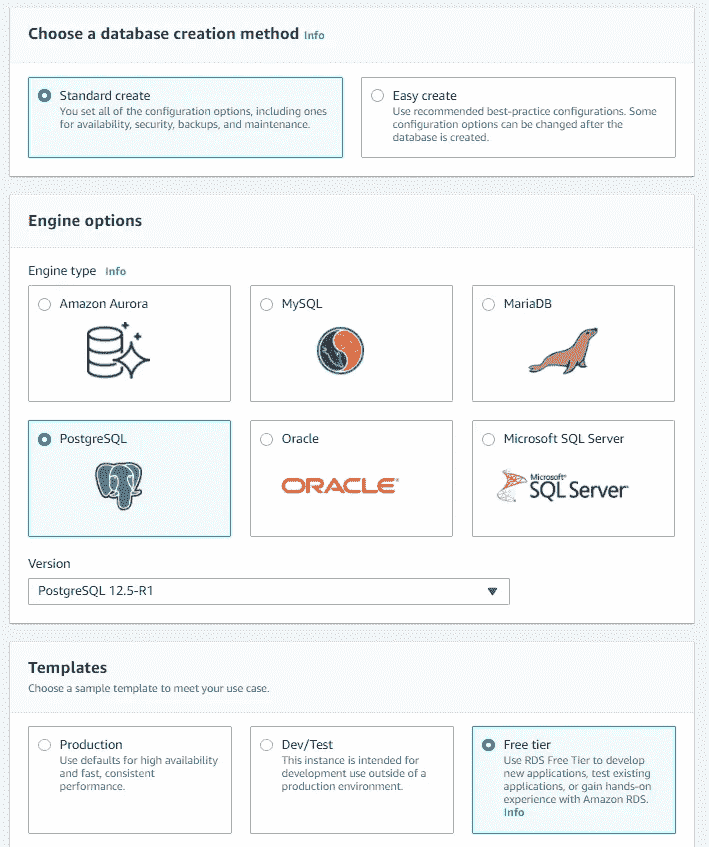 Choose a database creation method Info
Standard create
You set all of the configuration options, including ones
for availability, security, backups, and maintenance.
Easy create
Use recommended best-practice configurations. Some
configuration options can be changed after the
database is created.
Engine options
Engine type Info
Amazon Aurora
MySQL
MariaDB
PostgreSQL
Oracle
ORACLE®
Microsoft SQL Server
Microsoft®
SQL Server®
Version
PostgreSQL 12.5-R1
Templates
Choose a sample template to meet your use case.
Production
Use defaults for high availability
and fast, consistent
performance.
Dev/Test
This instance is intended for
development use outside of a
production environment.
Free tier
Use RDS Free Tier to develop
new applications, test existing
applications, or gain hands-on
experience with Amazon RDS.
Info